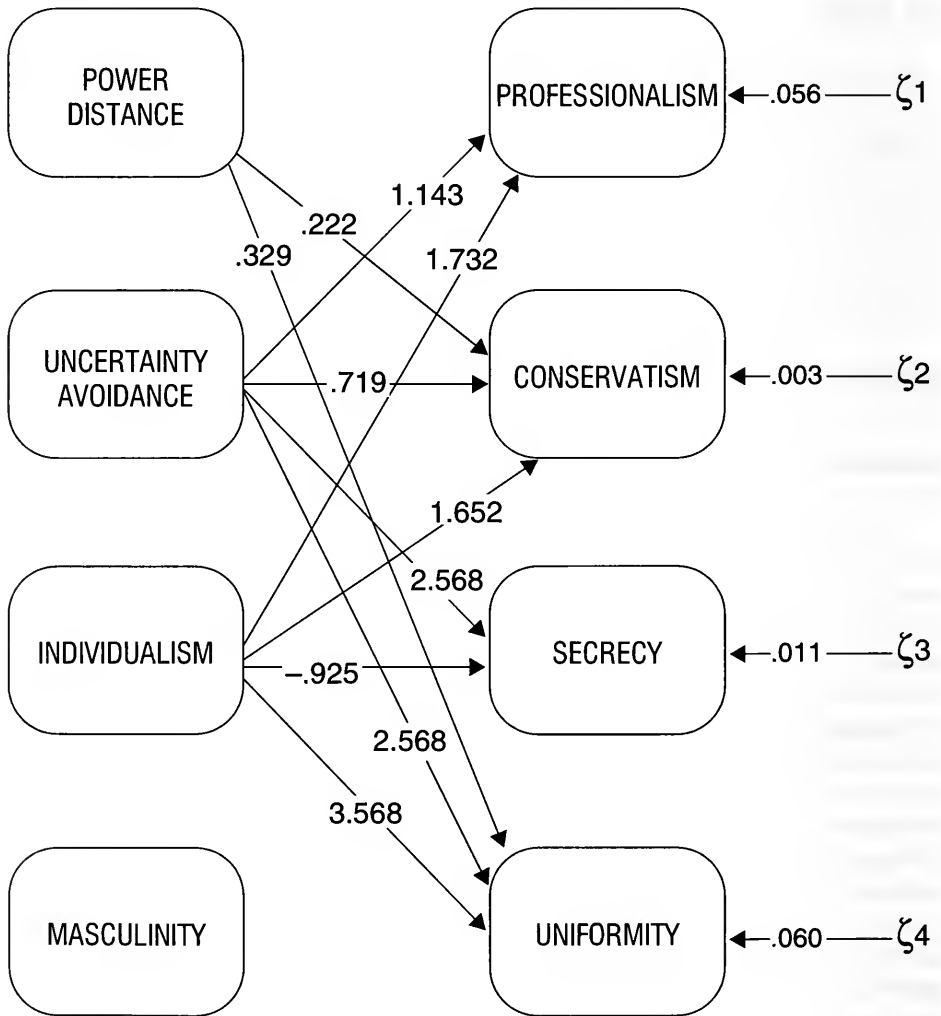 POWER
DISTANCE
PROFESSIONALISM
.056
ζ1
1.143
.222
.329
1.732
UNCERTAINTY
AVOIDANCE
.719
CONSERVATISM
.003
ζ2
1.652
2.568
INDIVIDUALISM
–.925
SECRECY
.011
ζ3
2.568
3.568
MASCULINITY
UNIFORMITY
.060
ζ4